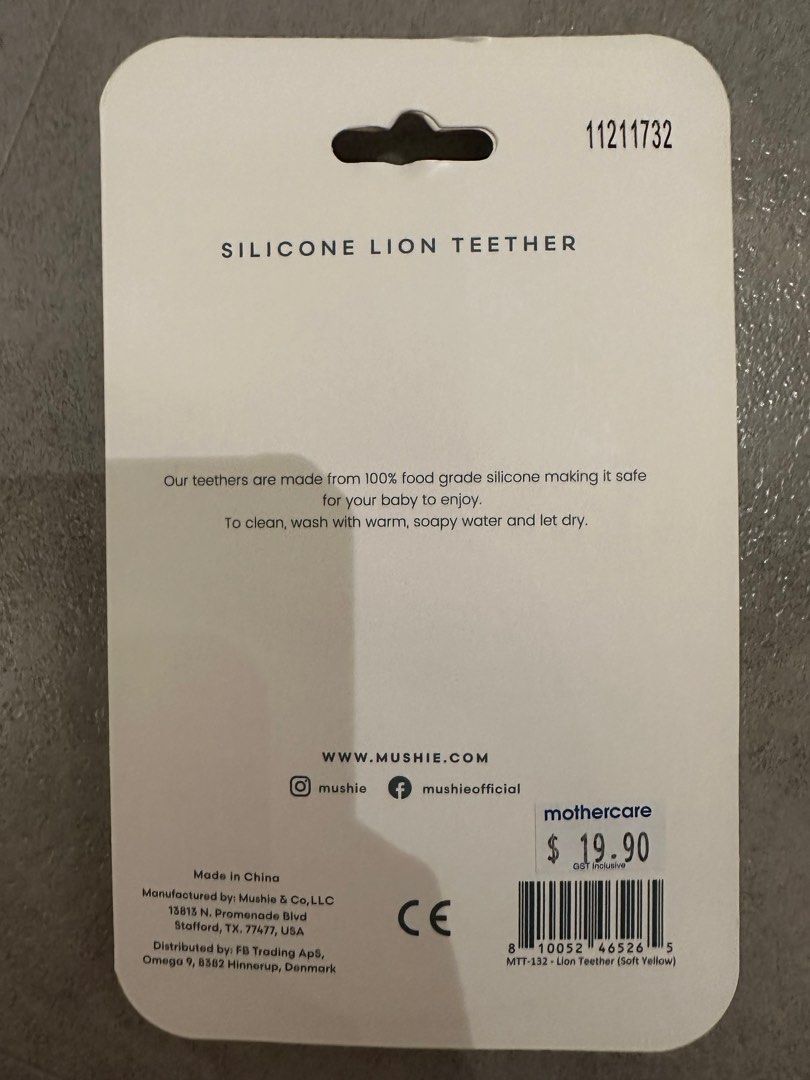 11211732
SILICONE LION TEETHER
Our teethers are made from 100% food grade silicone making it safe
for your baby to enjoy.
To clean, wash with warm, soapy water and let dry.
WWW.MUSHIE.COM
mushie mushieofficial
mothercare
$ 19.90
GST Inclusive
Made in China
Manufactured by: Mushie & Co, LLC
13813 N. Promenade Blvd
Stafford, TX. 77477, USA
Distributed by: FB Trading ApS,
Omega 9, 8382 Hinnerup, Denmark
CE
8 10052 46526 5
MTT-132 - Lion Teether (Soft Yellow)